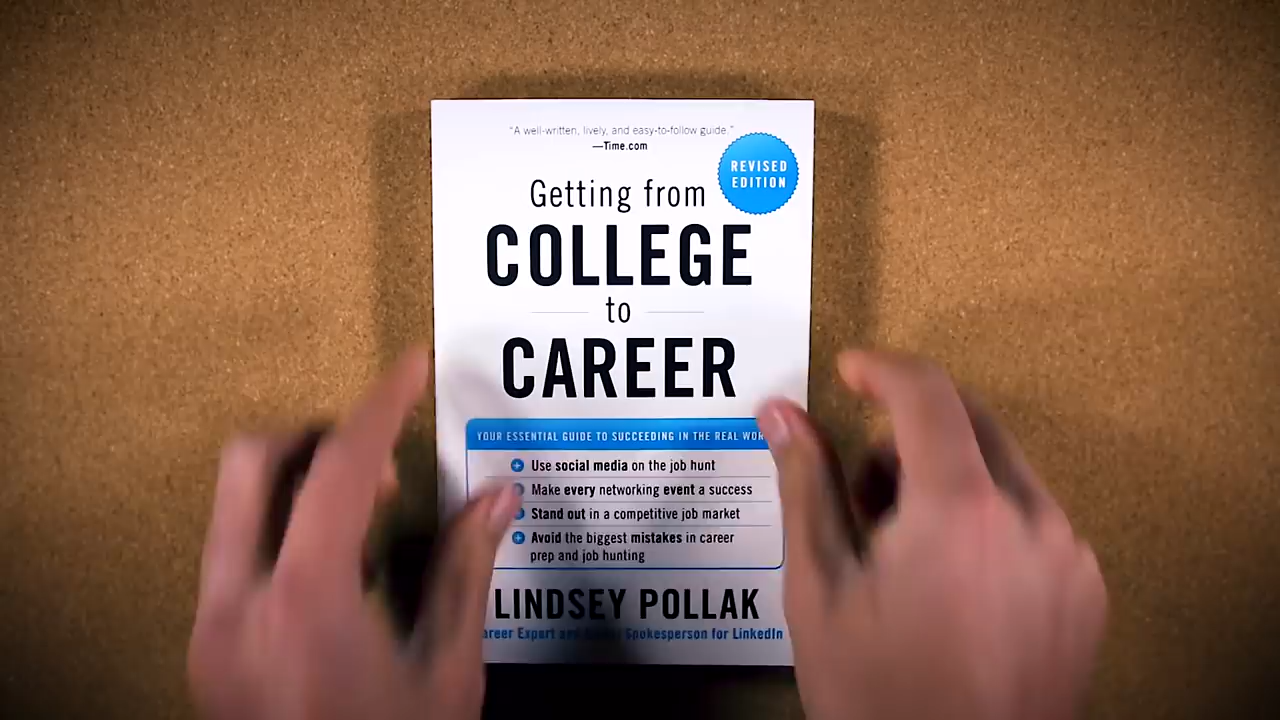 "A well-written, lively, and easy-to-follow guide."
—Time.com
REVISED
EDITION
Getting from
COLLEGE
to
CAREER
YOUR ESSENTIAL GUIDE TO SUCCEEDING IN THE REAL
Use social media on the job hunt
Make every networking event a success
Stand out in a competitive job market
Avoid the biggest mistakes in career
prep and job hunting
LINDSEY POLLAK
Expert Spokesperson for LinkedIn